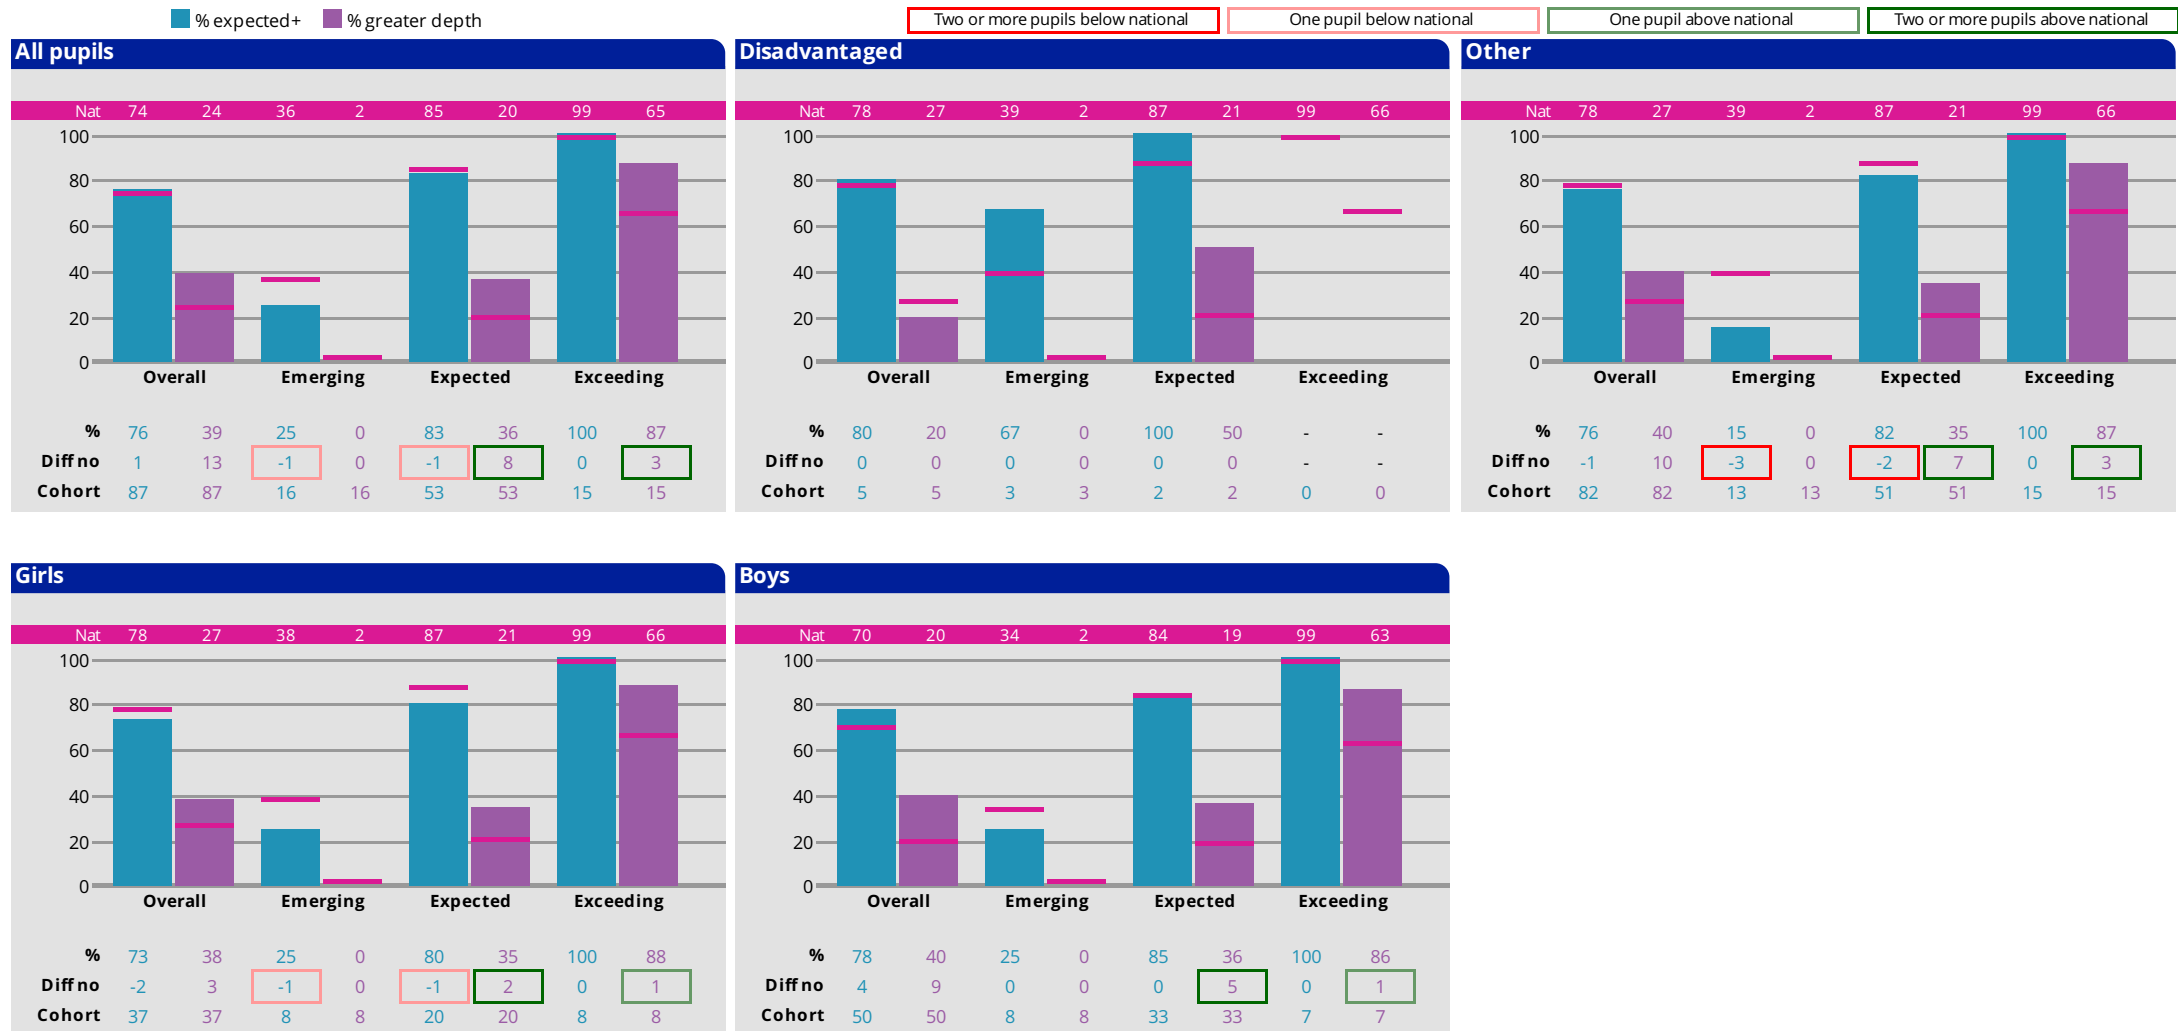 % expected+ % greater depth
Two or more pupils below national One pupil below national One pupil above national Two or more pupils above national
All pupils
Nat 74 24 36 2 85 20 99 65
100
80
60
40
20
0
Overall Emerging Expected Exceeding
% 76 39 25 0 83 36 100 87
Diff no 1 13 -1 0 -1 8 0 3
Cohort 87 87 16 16 53 53 15 15
Disadvantaged
Nat 78 27 39 2 87 21 99 66
100
80
60
40
20
0
Overall Emerging Expected Exceeding
% 80 20 67 0 100 50 - -
Diff no 0 0 0 0 0 0 - -
Cohort 5 5 3 3 2 2 0 0
Other
Nat 78 27 39 2 87 21 99 66
100
80
60
40
20
0
Overall Emerging Expected Exceeding
% 76 40 15 0 82 35 100 87
Diff no -1 10 -3 0 -2 7 0 3
Cohort 82 82 13 13 51 51 15 15
Girls
Nat 78 27 38 2 87 21 99 66
100
80
60
40
20
0
Overall Emerging Expected Exceeding
% 73 38 25 0 80 35 100 88
Diff no -2 3 -1 0 -1 2 0 1
Cohort 37 37 8 8 20 20 8 8
Boys
Nat 70 20 34 2 84 19 99 63
100
80
60
40
20
0
Overall Emerging Expected Exceeding
% 78 40 25 0 85 36 100 86
Diff no 4 9 0 0 0 5 0 1
Cohort 50 50 8 8 33 33 7 7